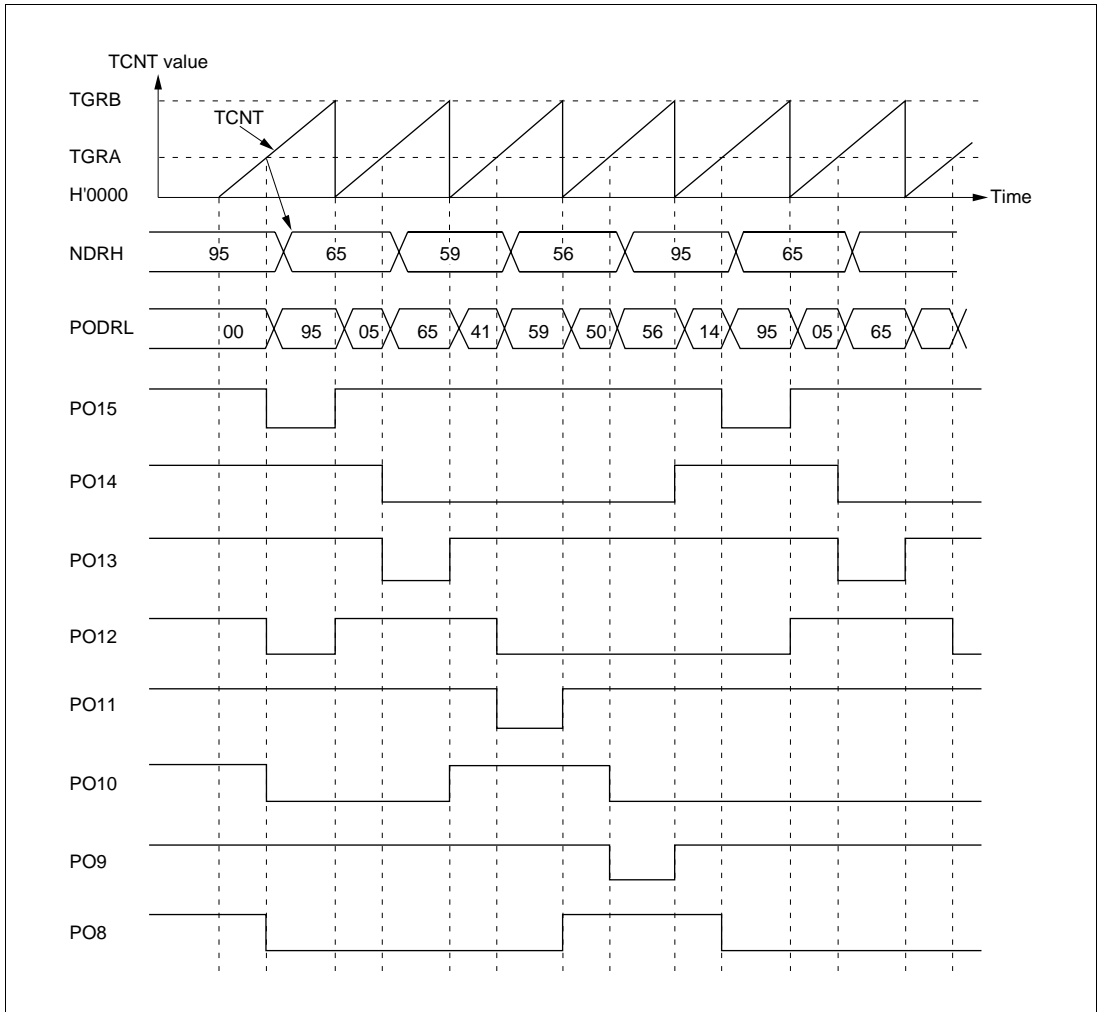 TCNT value
TGRB
TCNT
TGRA
H'0000
Time
NDRH 95 65 59 56 95 65
PODRL 00 95 05 65 41 59 50 56 14 95 05 65
PO15
PO14
PO13
PO12
PO11
PO10
PO9
PO8